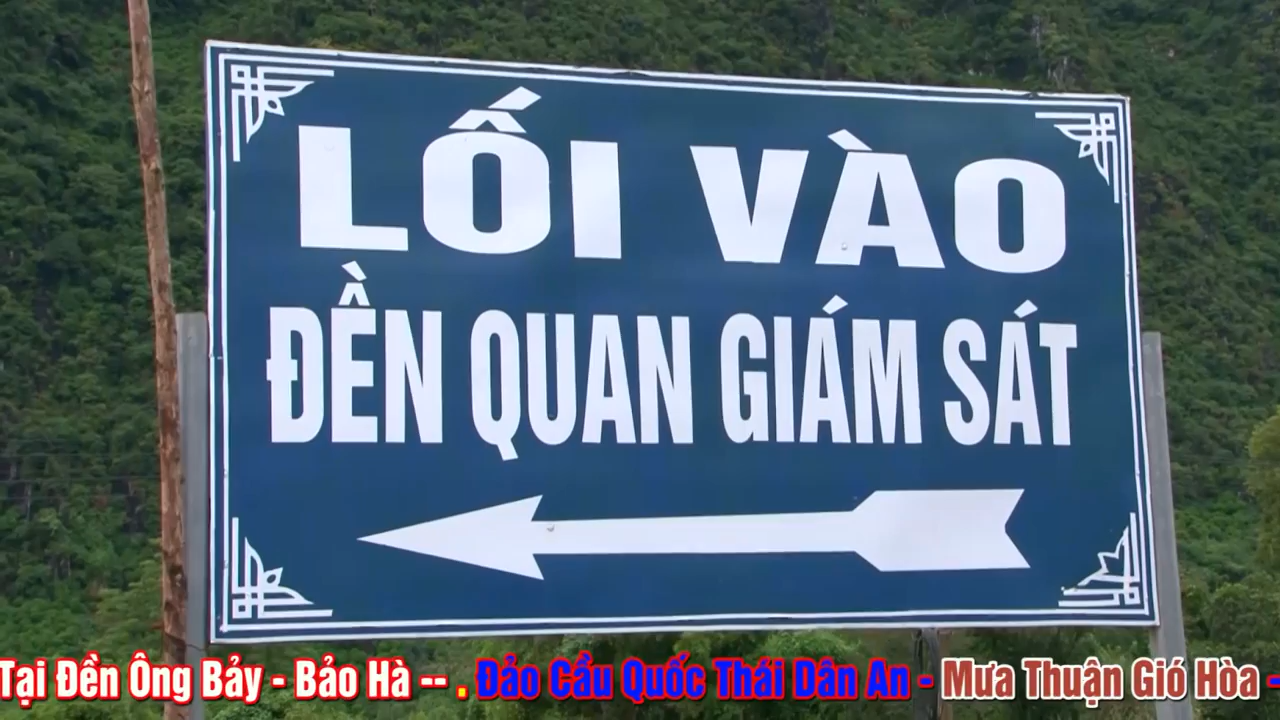 LỐI VÀO
ĐỀN QUAN GIÁM SÁT
Tại Đền Ông Bảy - Bảo Hà -- . Đảo Cầu Quốc Thái Dân An - Mưa Thuận Gió Hòa -